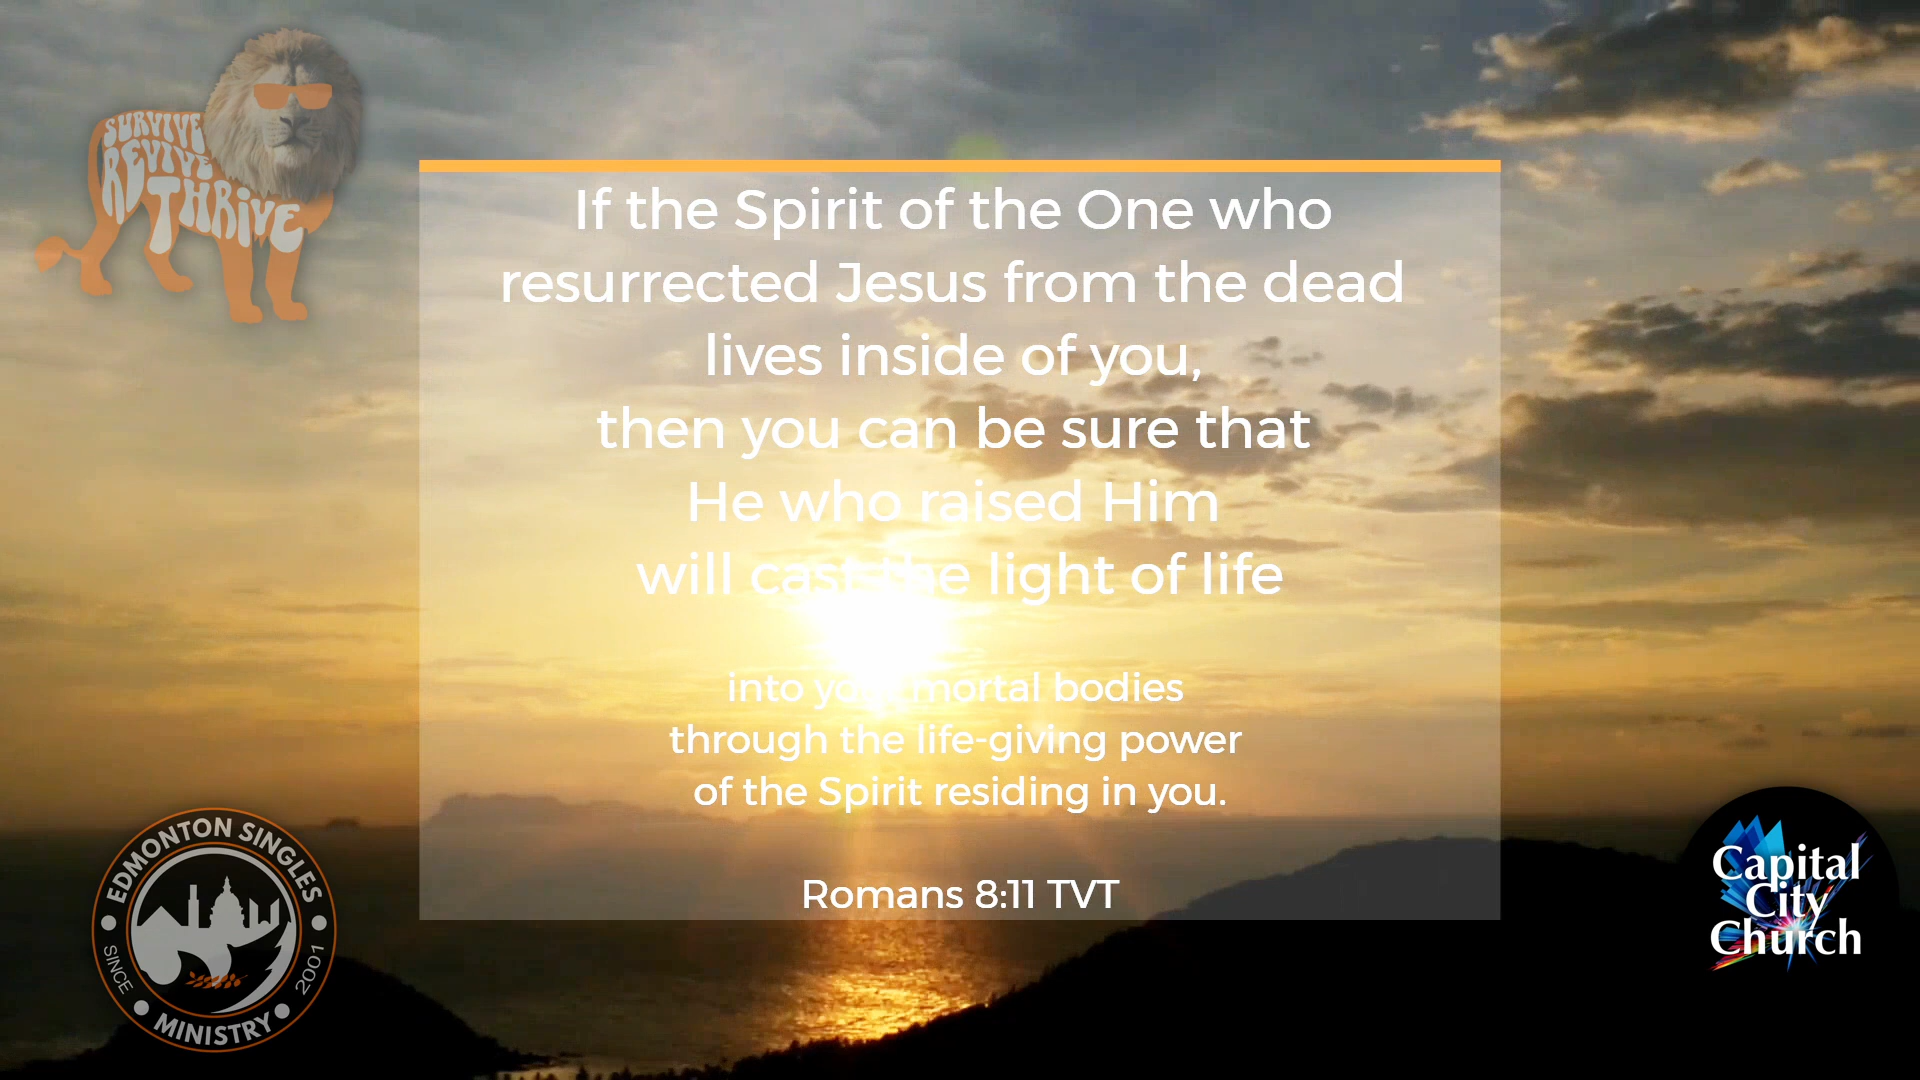 SURVIVE
REVIVE
THRIVE
If the Spirit of the One who
resurrected Jesus from the dead
lives inside of you,
then you can be sure that
He who raised Him
will cast the light of life
into your mortal bodies
through the life-giving power
of the Spirit residing in you.
Romans 8:11 TVT
EDMONTON SINGLES
MINISTRY
SINCE
2001
Capital
City
Church